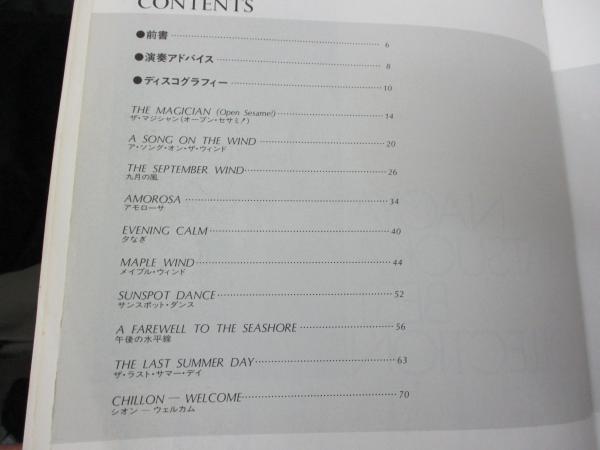 CONTENTS
●前書 6
●演奏アドバイス 8
●ディスコグラフィー 10
THE MAGICIAN (Open Sesame!) 14
ザ・マジシャン(オープン・セサミ!)
A SONG ON THE WIND 20
ア・ソング・オン・ザ・ウィンド
THE SEPTEMBER WIND 26
九月の風
AMOROSA 34
アモローサ
EVENING CALM 40
夕なぎ
MAPLE WIND 44
メイプル・ウィンド
SUNSPOT DANCE 52
サンスポット・ダンス
A FAREWELL TO THE SEASHORE 56
午後の水平線
THE LAST SUMMER DAY 63
ザ・ラスト・サマー・デイ
CHILLON — WELCOME 70
シオン — ウェルカム